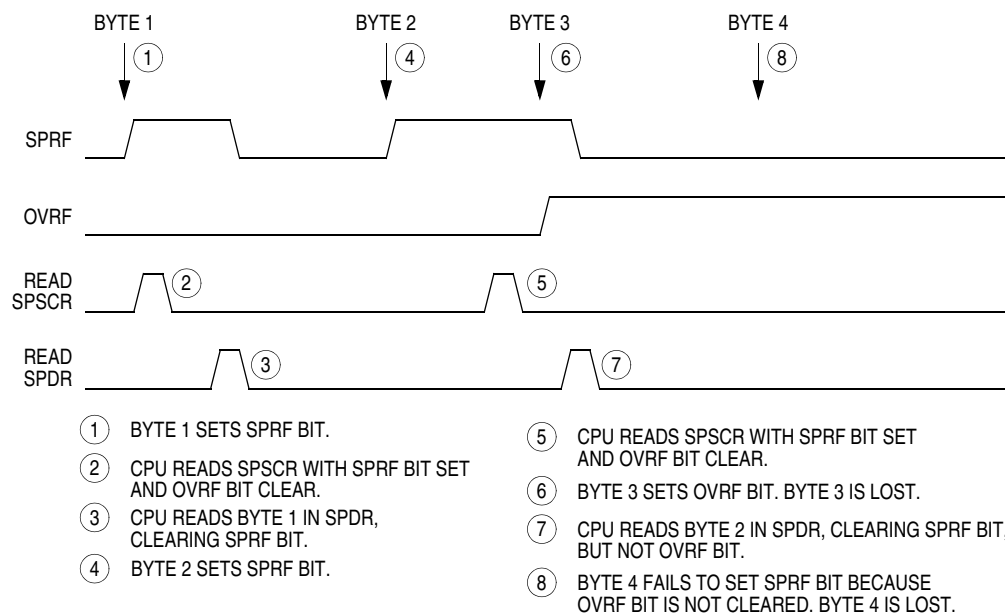 BYTE 1 BYTE 2 BYTE 3 BYTE 4
1 4 6 8
SPRF
OVRF
READ
SPSCR
2 5
READ
SPDR
3 7
1 BYTE 1 SETS SPRF BIT.
2 CPU READS SPSCR WITH SPRF BIT SET
AND OVRF BIT CLEAR.
3 CPU READS BYTE 1 IN SPDR,
CLEARING SPRF BIT.
4 BYTE 2 SETS SPRF BIT.
5 CPU READS SPSCR WITH SPRF BIT SET
AND OVRF BIT CLEAR.
6 BYTE 3 SETS OVRF BIT. BYTE 3 IS LOST.
7 CPU READS BYTE 2 IN SPDR, CLEARING SPRF BIT,
BUT NOT OVRF BIT.
8 BYTE 4 FAILS TO SET SPRF BIT BECAUSE
OVRF BIT IS NOT CLEARED. BYTE 4 IS LOST.